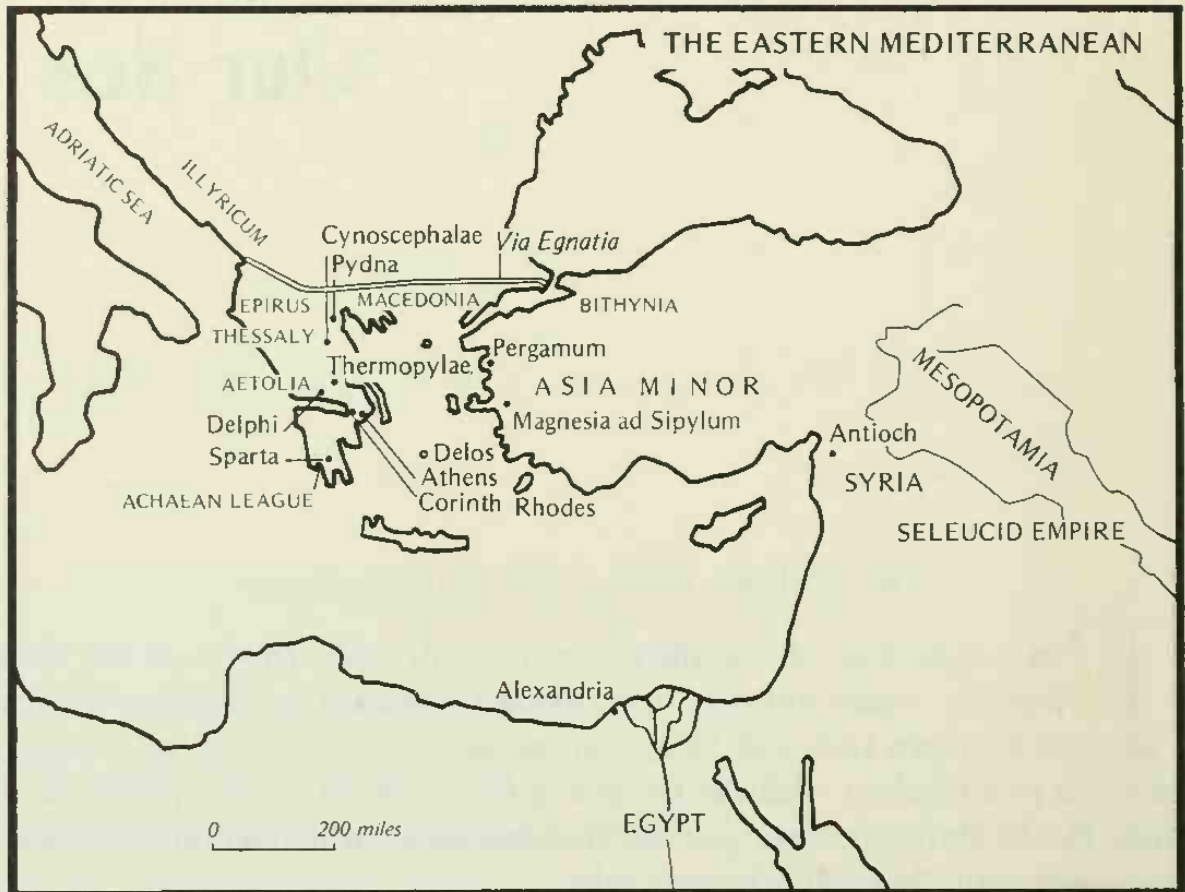 THE EASTERN MEDITERRANEAN
ADRIATIC SEA
ILLYRICUM
Cynoscephalae
Via Egnatia
Pydna
EPIRUS
MACEDONIA
BITHYNIA
THESSALY
Thermopylae
Pergamum
MESOPOTAMIA
AETOLIA
ASIA MINOR
Delphi
Magnesia ad Sipylum
Antioch
Sparta
Delos
Athens
SYRIA
ACHAEAN LEAGUE
Corinth
Rhodes
SELEUCID EMPIRE
Alexandria
EGYPT
0 200 miles